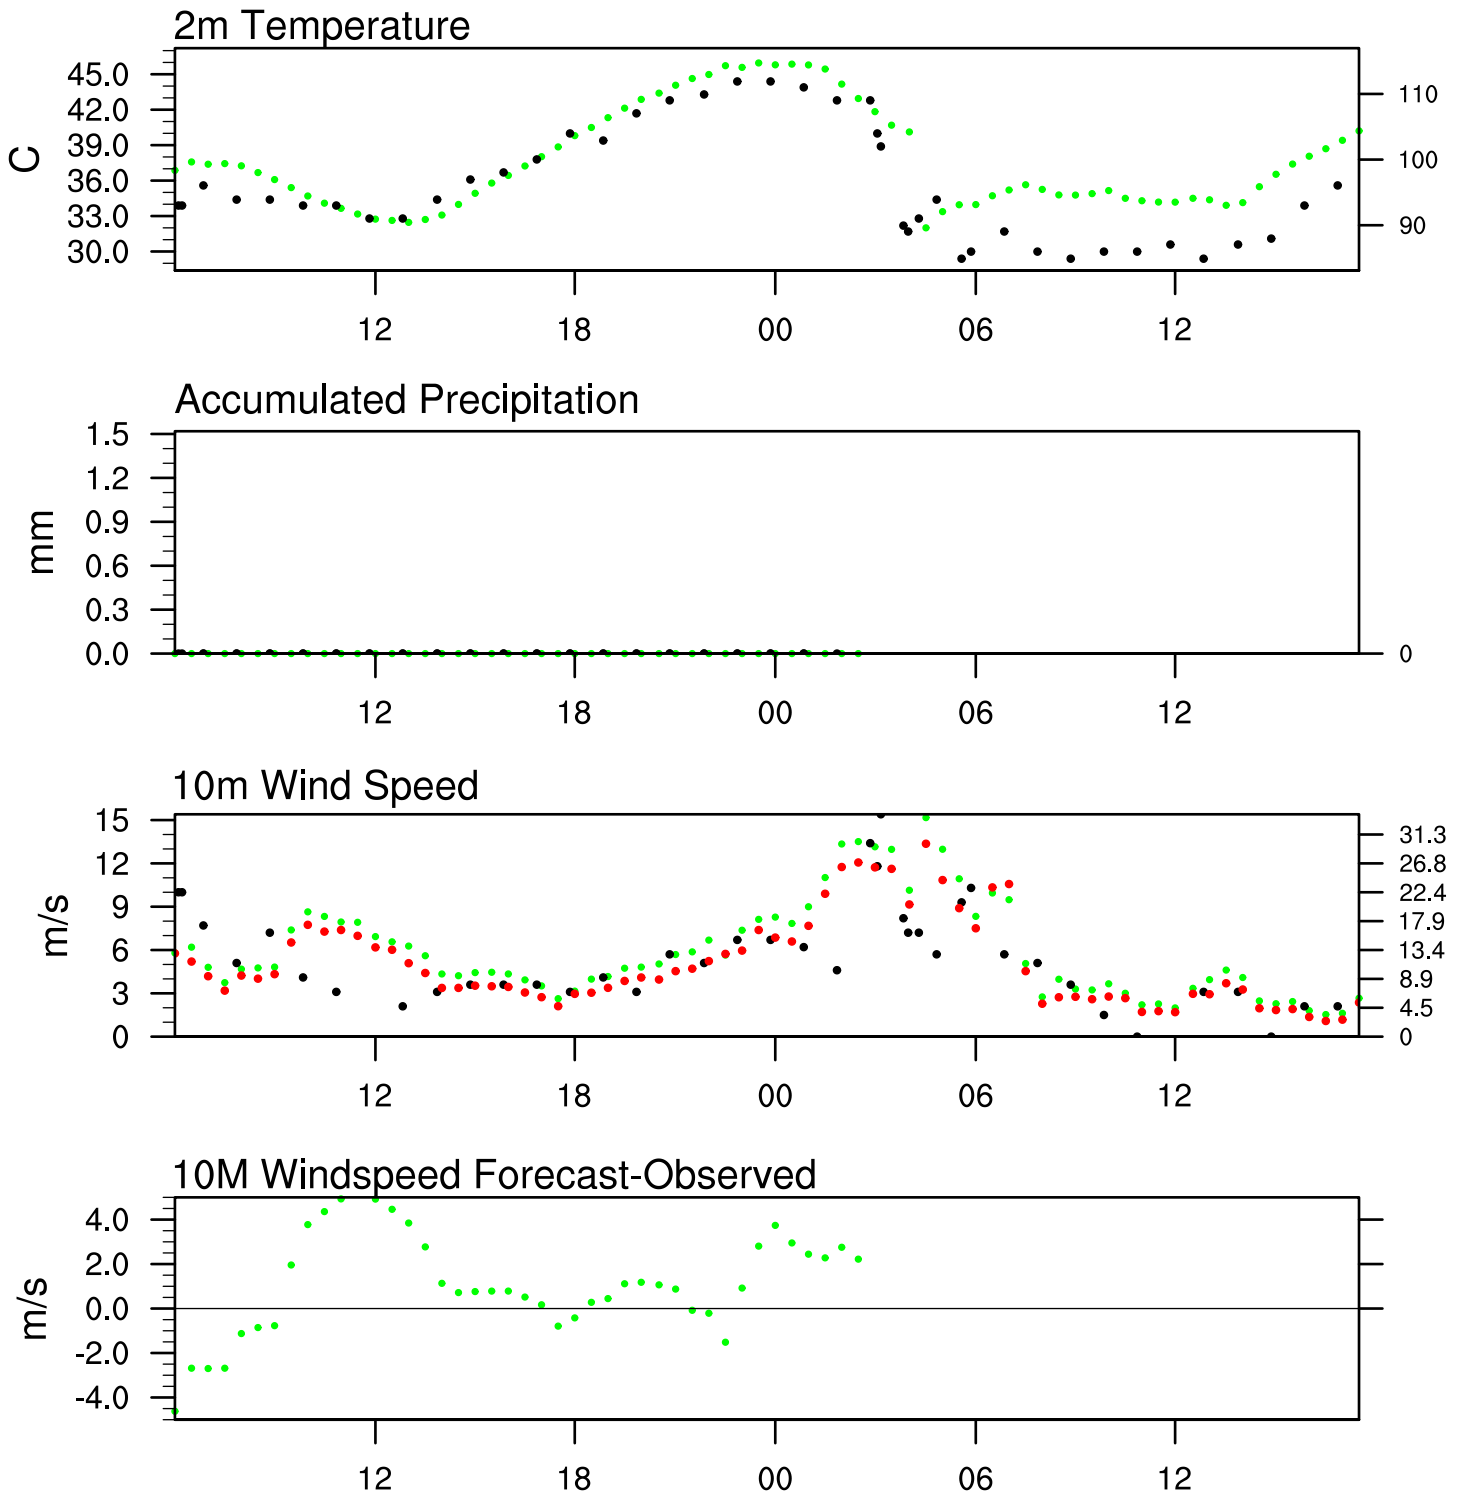 2m Temperature
45.0
42.0
39.0
36.0
33.0
30.0
C
110
100
90
12 18 00 06 12
Accumulated Precipitation
1.5
1.2
0.9
0.6
0.3
0.0
mm
0
12 18 00 06 12
10m Wind Speed
15
12
9
6
3
0
m/s
31.3
26.8
22.4
17.9
13.4
8.9
4.5
0
12 18 00 06 12
10M Windspeed Forecast-Observed
4.0
2.0
0.0
-2.0
-4.0
m/s
12 18 00 06 12